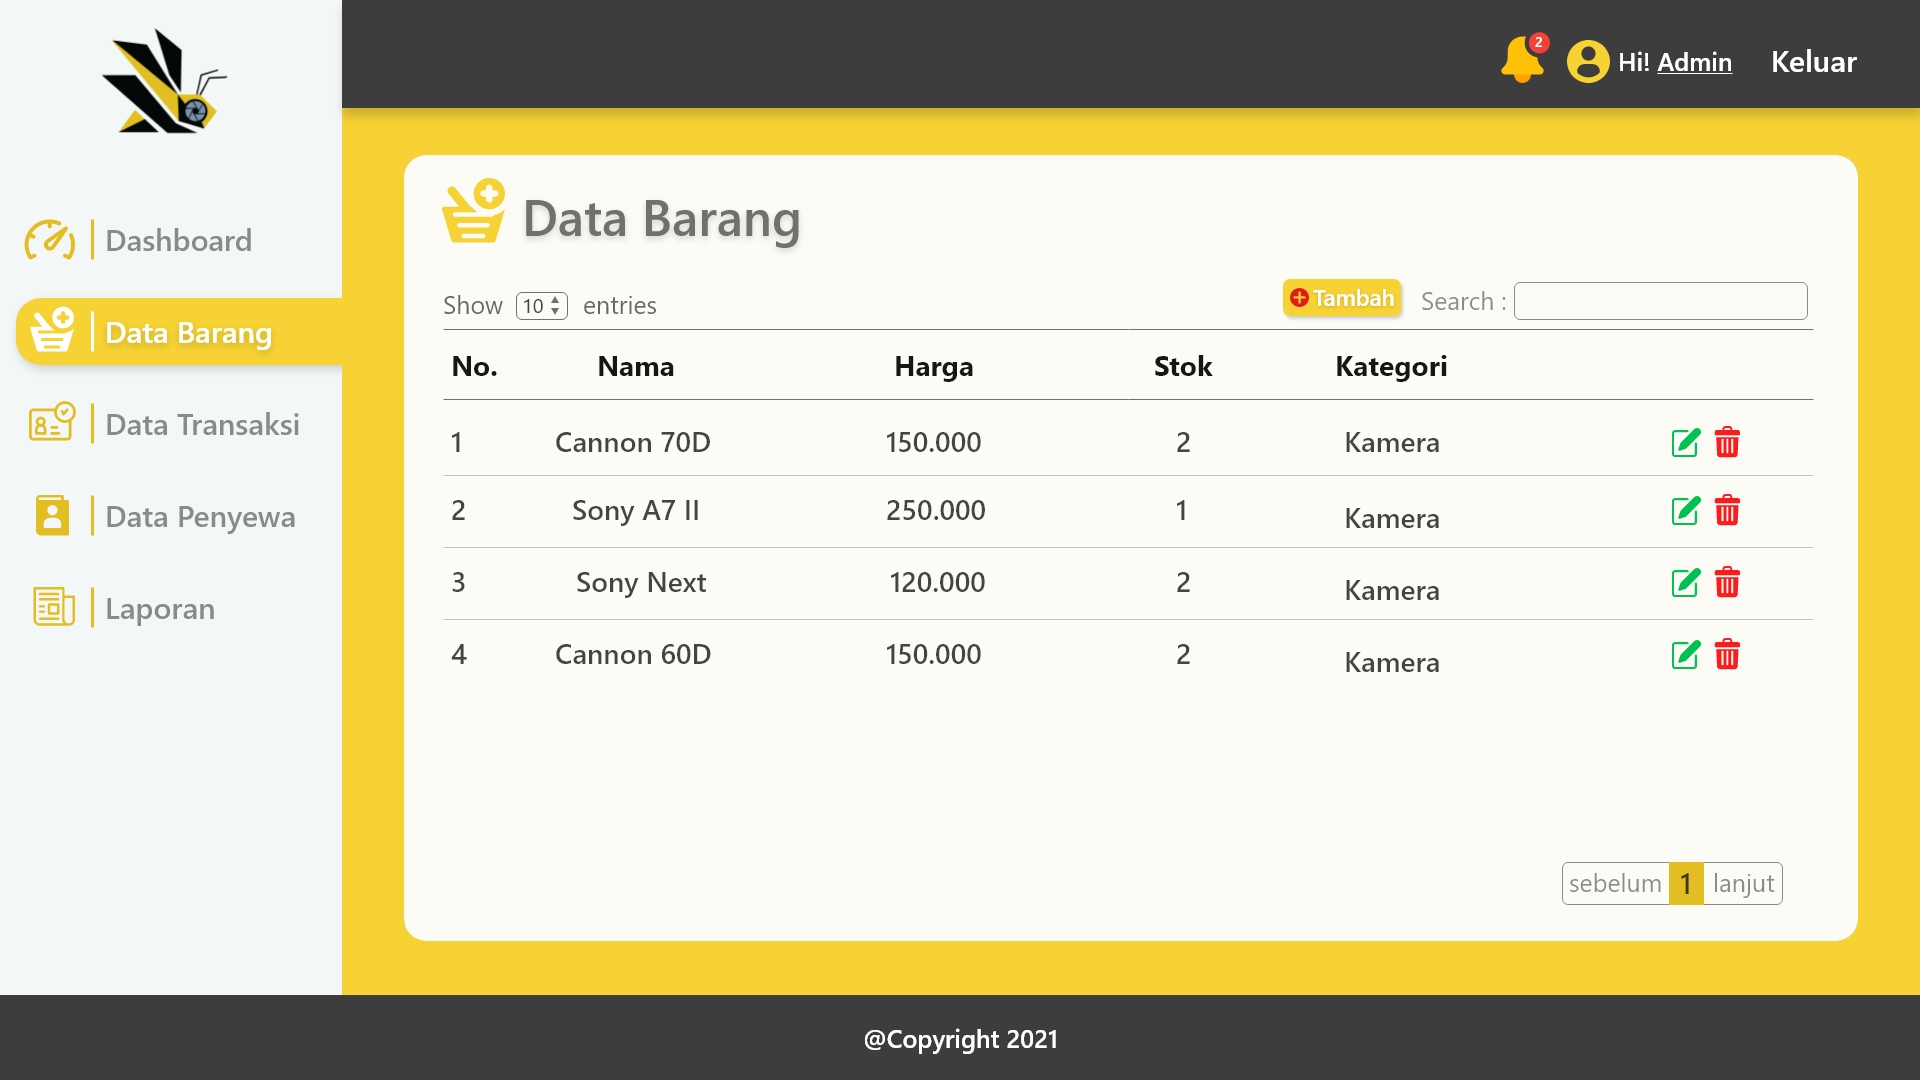 2
Hi! Admin
Keluar
Dashboard
Data Barang
Data Transaksi
Data Penyewa
Laporan
Data Barang
Show 10 entries
Tambah
Search :
No. Nama Harga Stok Kategori
1 Cannon 70D 150.000 2 Kamera
2 Sony A7 II 250.000 1 Kamera
3 Sony Next 120.000 2 Kamera
4 Cannon 60D 150.000 2 Kamera
sebelum 1 lanjut
@Copyright 2021